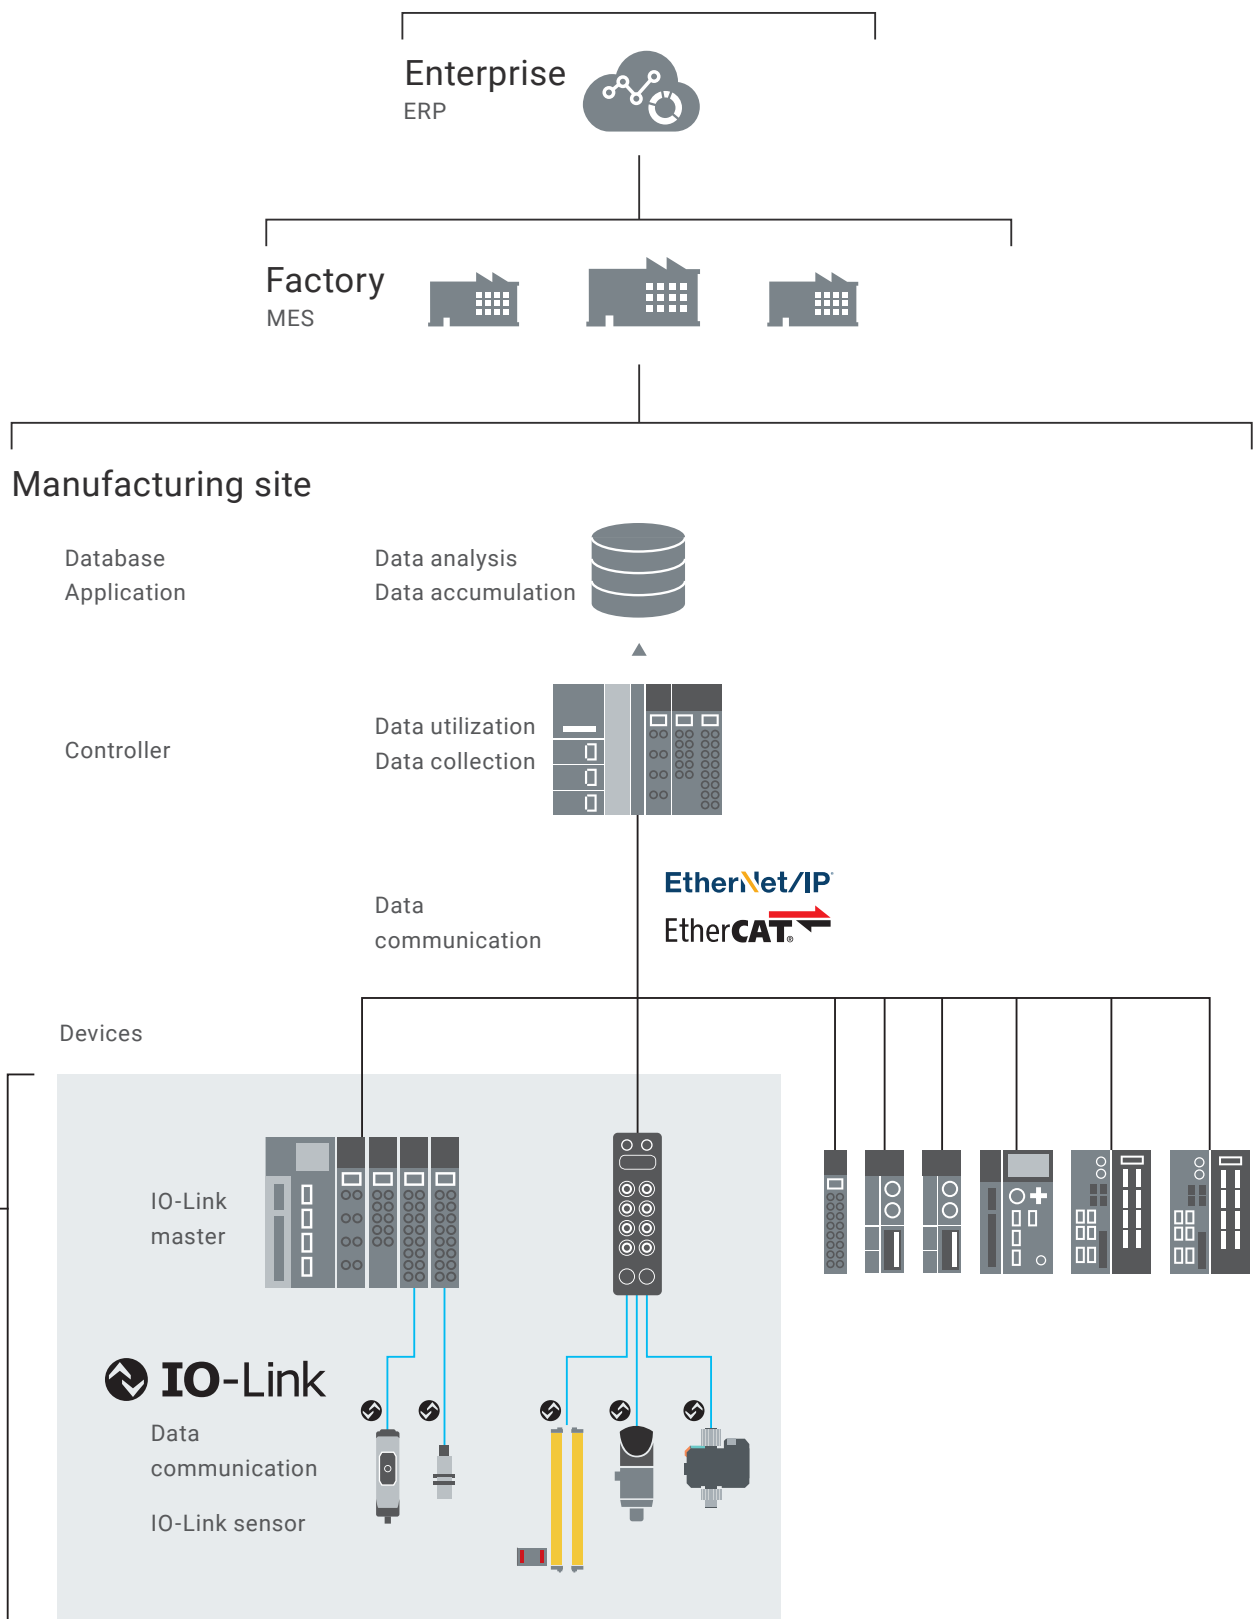 Enterprise
ERP
Factory
MES
Manufacturing site
Database
Application
Data analysis
Data accumulation
Controller
Data utilization
Data collection
Data
communication
EtherNet/IP
EtherCAT®
Devices
IO-Link
master
IO-Link
Data
communication
IO-Link sensor